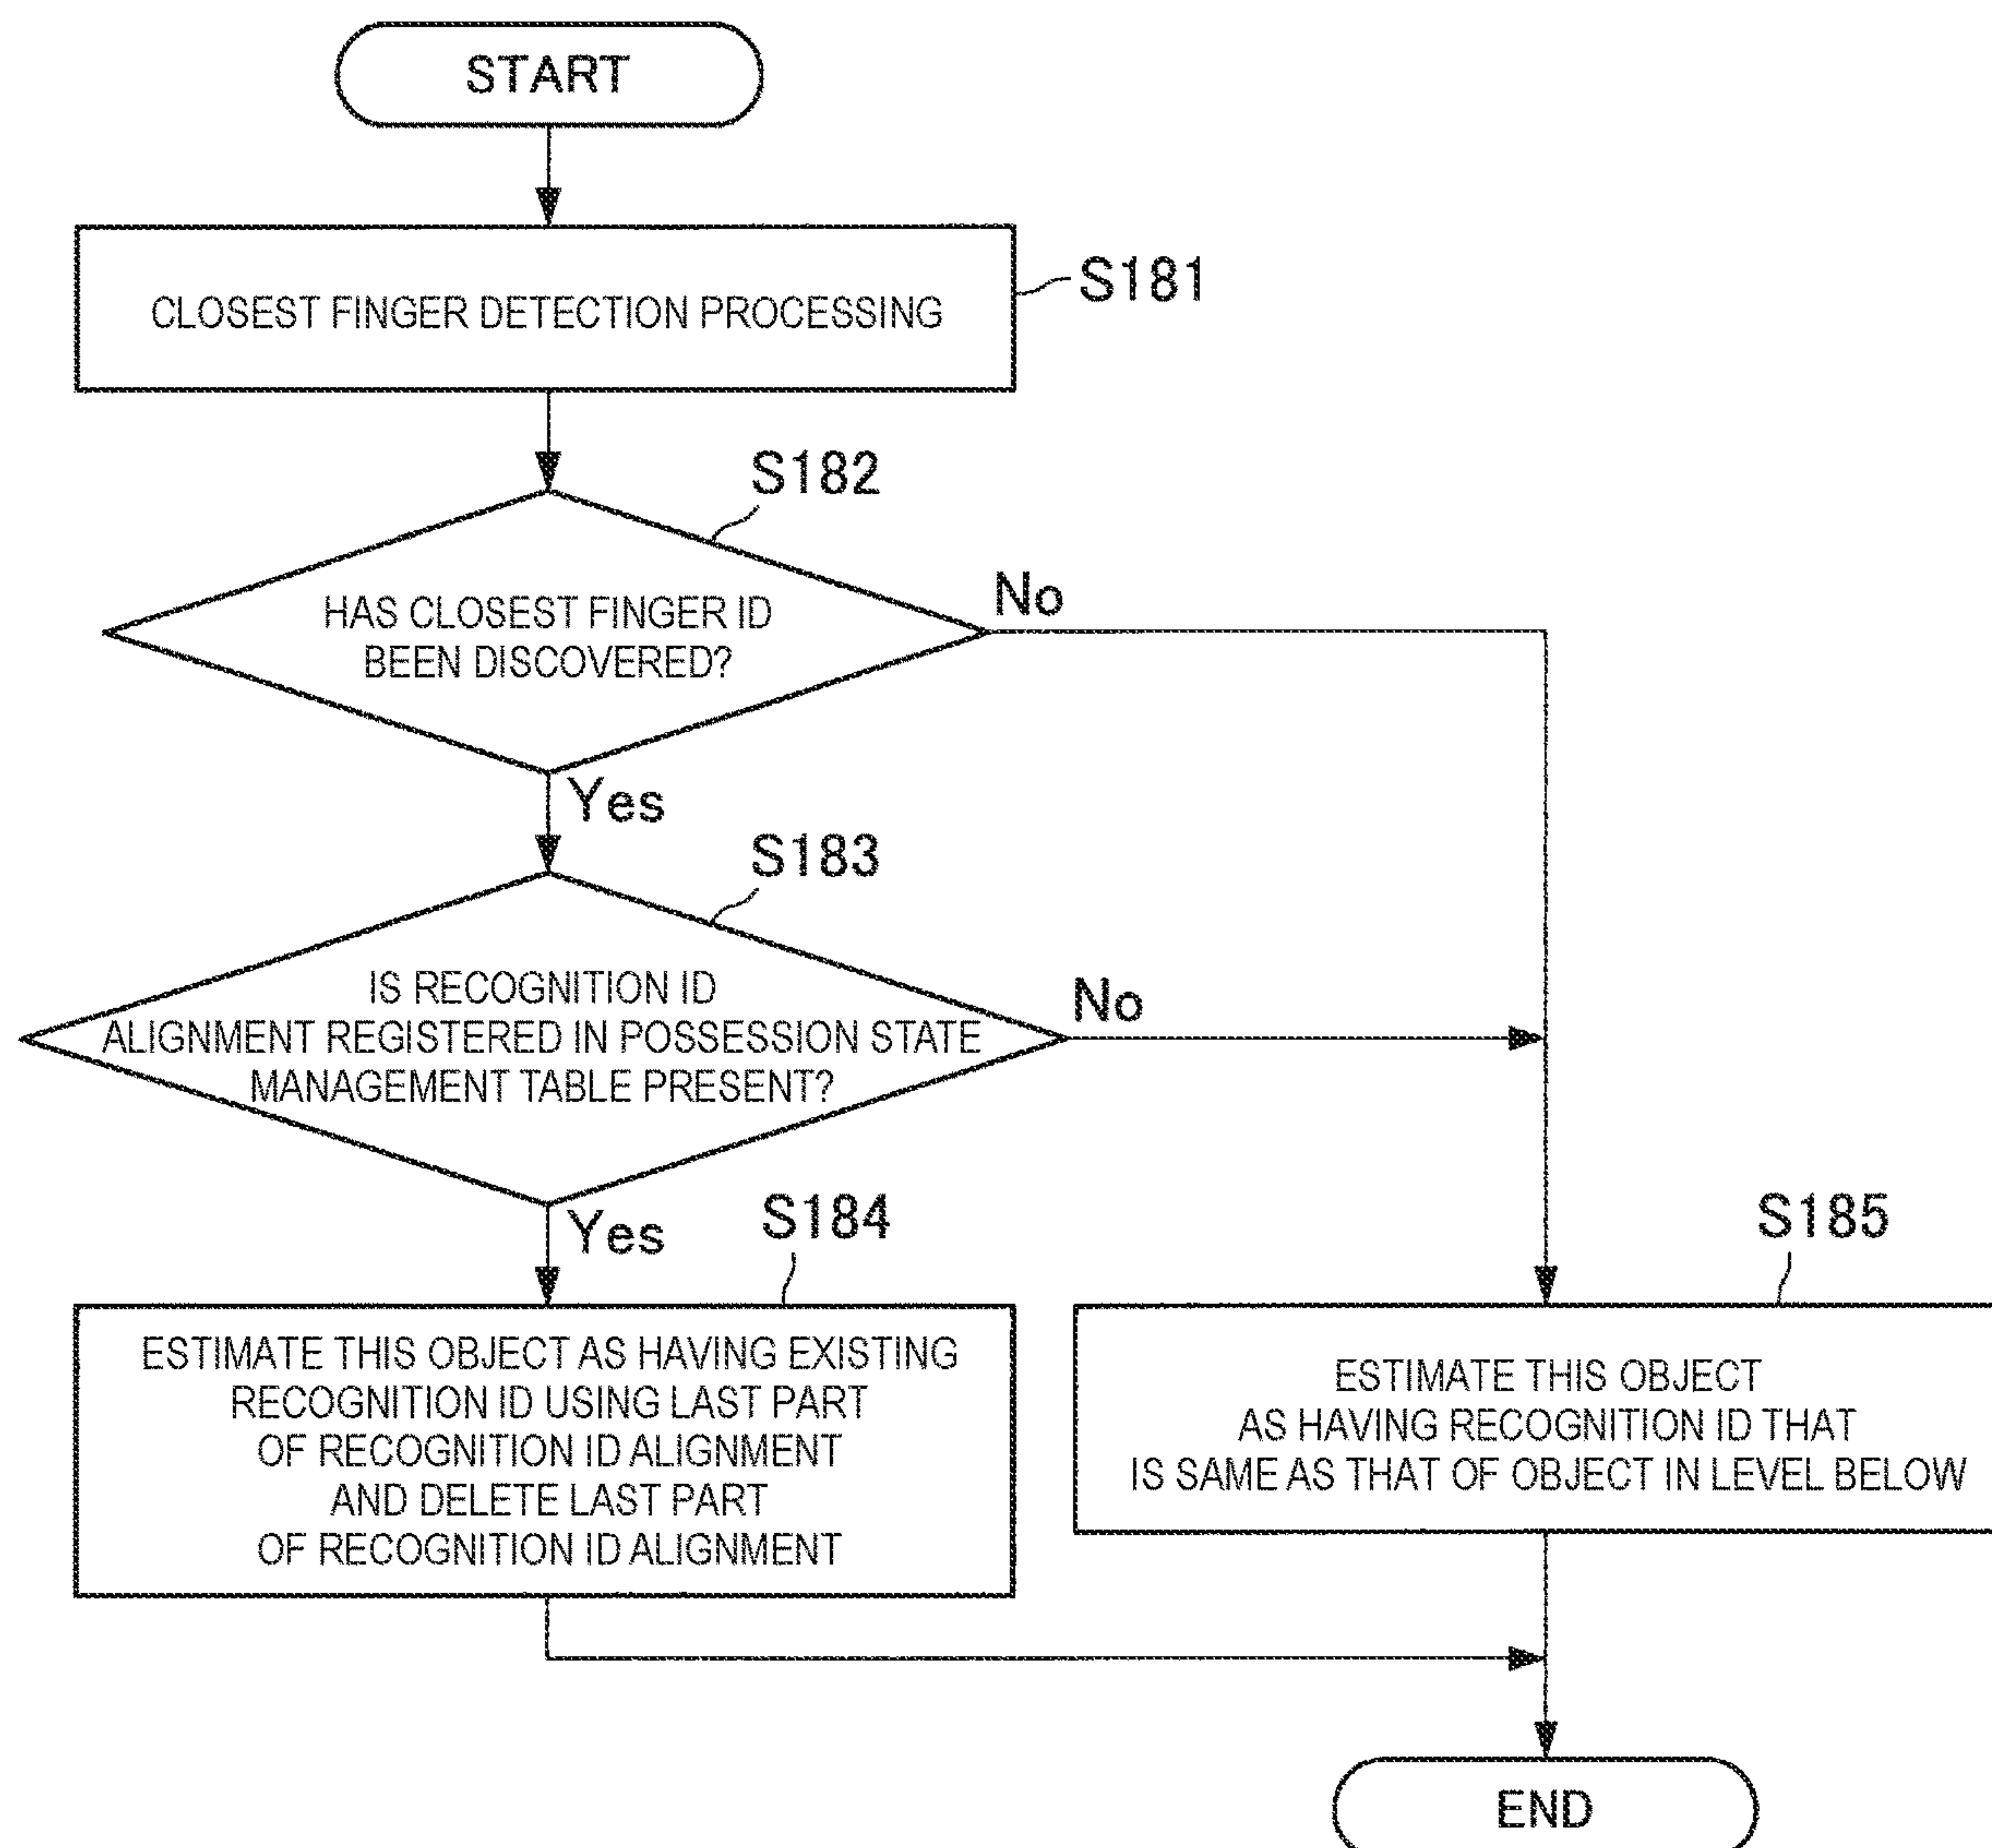 START
CLOSEST FINGER DETECTION PROCESSING
S181
S182
HAS CLOSEST FINGER ID
BEEN DISCOVERED?
No
Yes
S183
IS RECOGNITION ID
ALIGNMENT REGISTERED IN POSSESSION STATE
MANAGEMENT TABLE PRESENT?
No
Yes
S184
ESTIMATE THIS OBJECT AS HAVING EXISTING
RECOGNITION ID USING LAST PART
OF RECOGNITION ID ALIGNMENT
AND DELETE LAST PART
OF RECOGNITION ID ALIGNMENT
S185
ESTIMATE THIS OBJECT
AS HAVING RECOGNITION ID THAT
IS SAME AS THAT OF OBJECT IN LEVEL BELOW
END